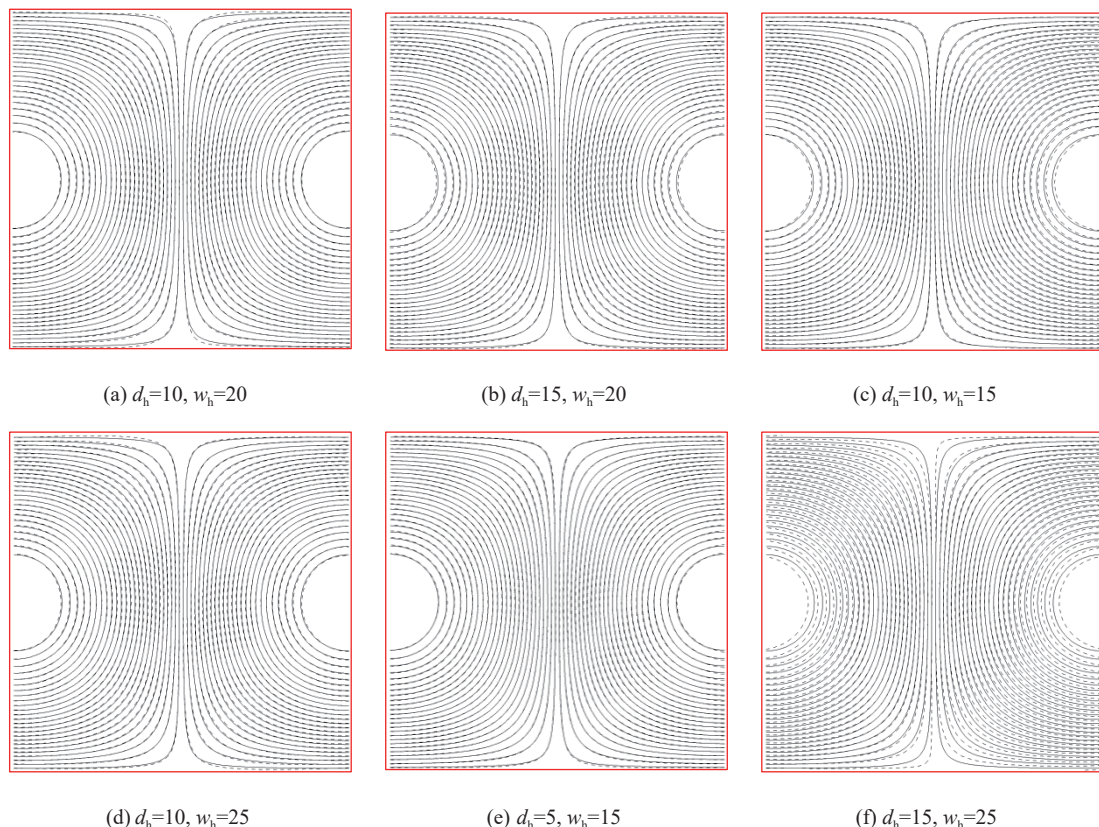 (a) dh=10, wh=20
(b) dh=15, wh=20
(c) dh=10, wh=15
(d) dh=10, wh=25
(e) dh=5, wh=15
(f) dh=15, wh=25